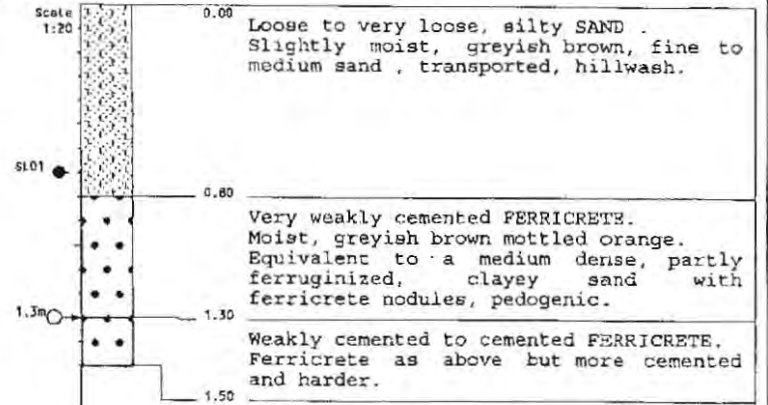 Scale
1:20
0.00
Loose to very loose, silty SAND .
Slightly moist, greyish brown, fine to
medium sand , transported, hillwash.
SL01
0.80
Very weakly cemented FERRICRETE.
Moist, greyish brown mottled orange.
Equivalent to a medium dense, partly
ferruginized, clayey sand with
ferricrete nodules, pedogenic.
1.3m
1.30
Weakly cemented to cemented FERRICRETE.
Ferricrete as above but more cemented
and harder.
1.50